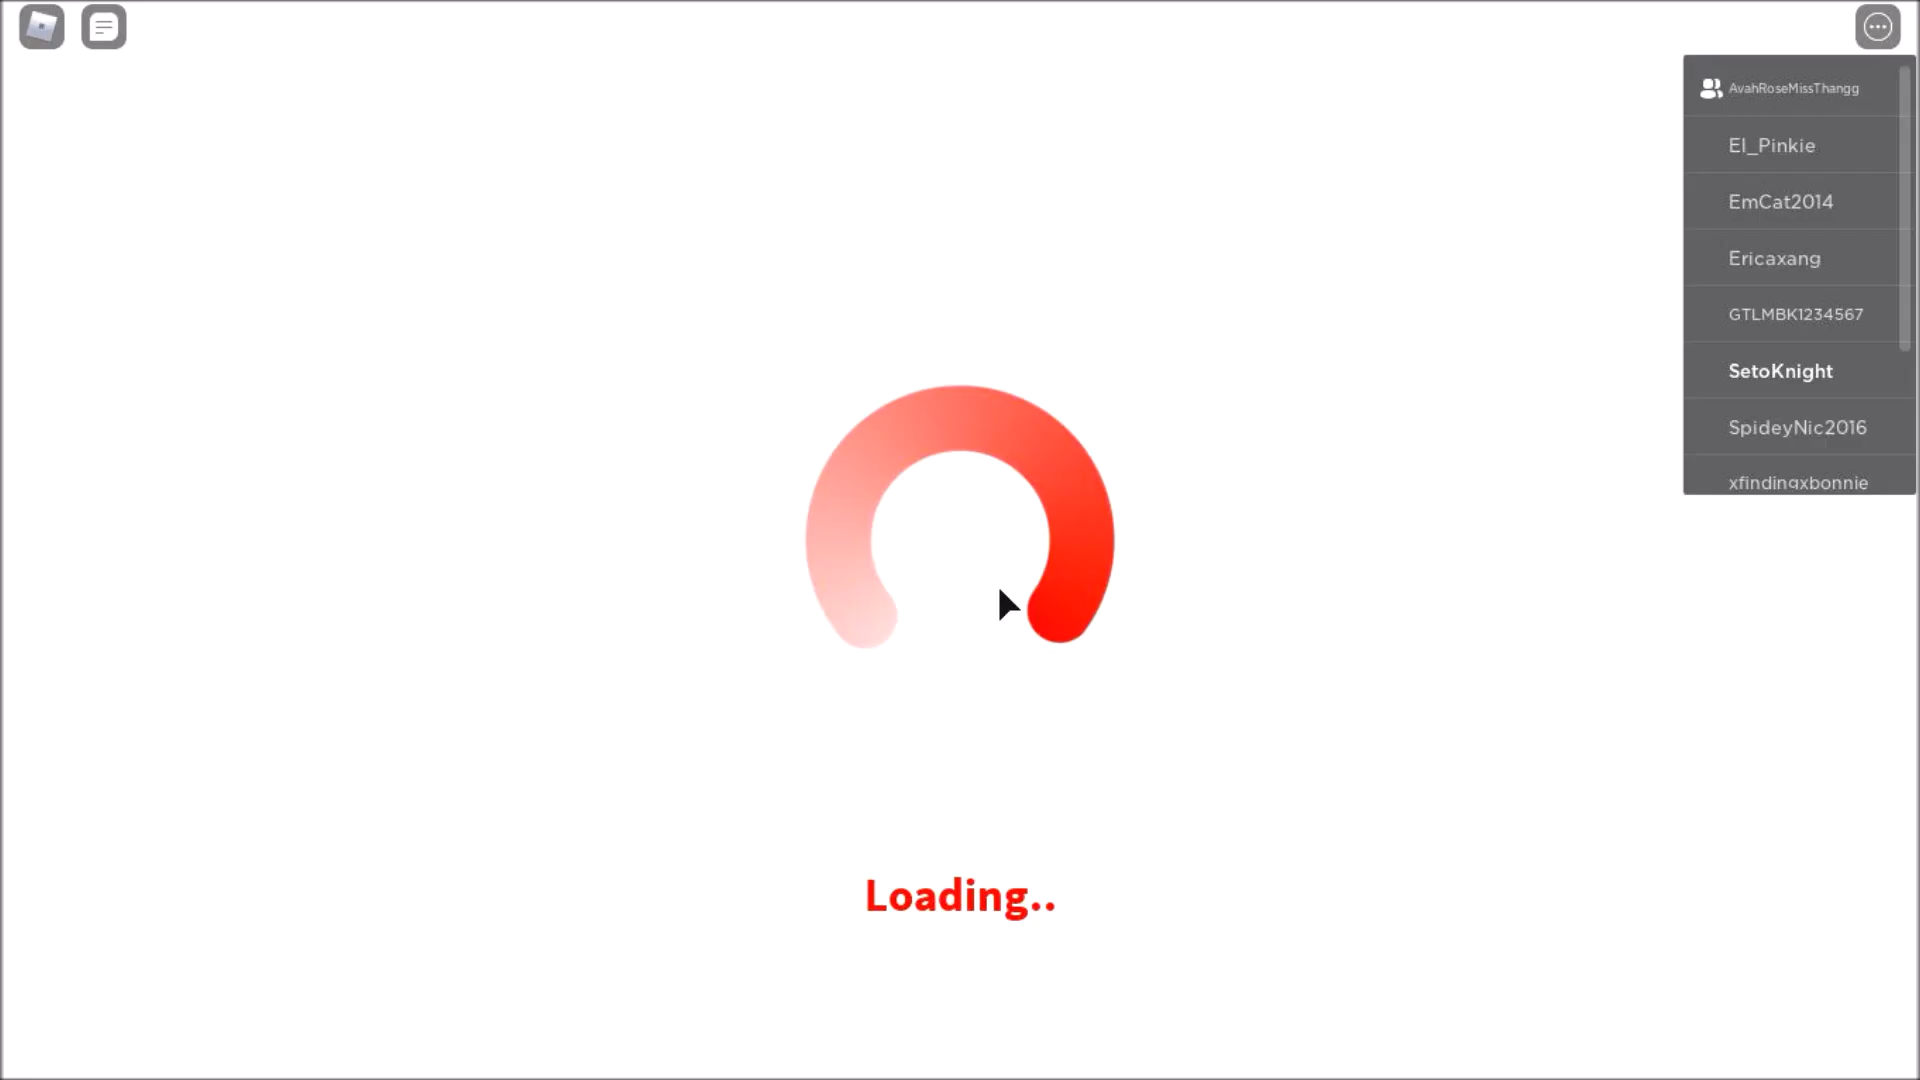 AvahRoseMissThangg
El_Pinkie
EmCat2014
Ericaxang
GTLMBK1234567
SetoKnight
SpideyNic2016
xfindingxbonnie
Loading..